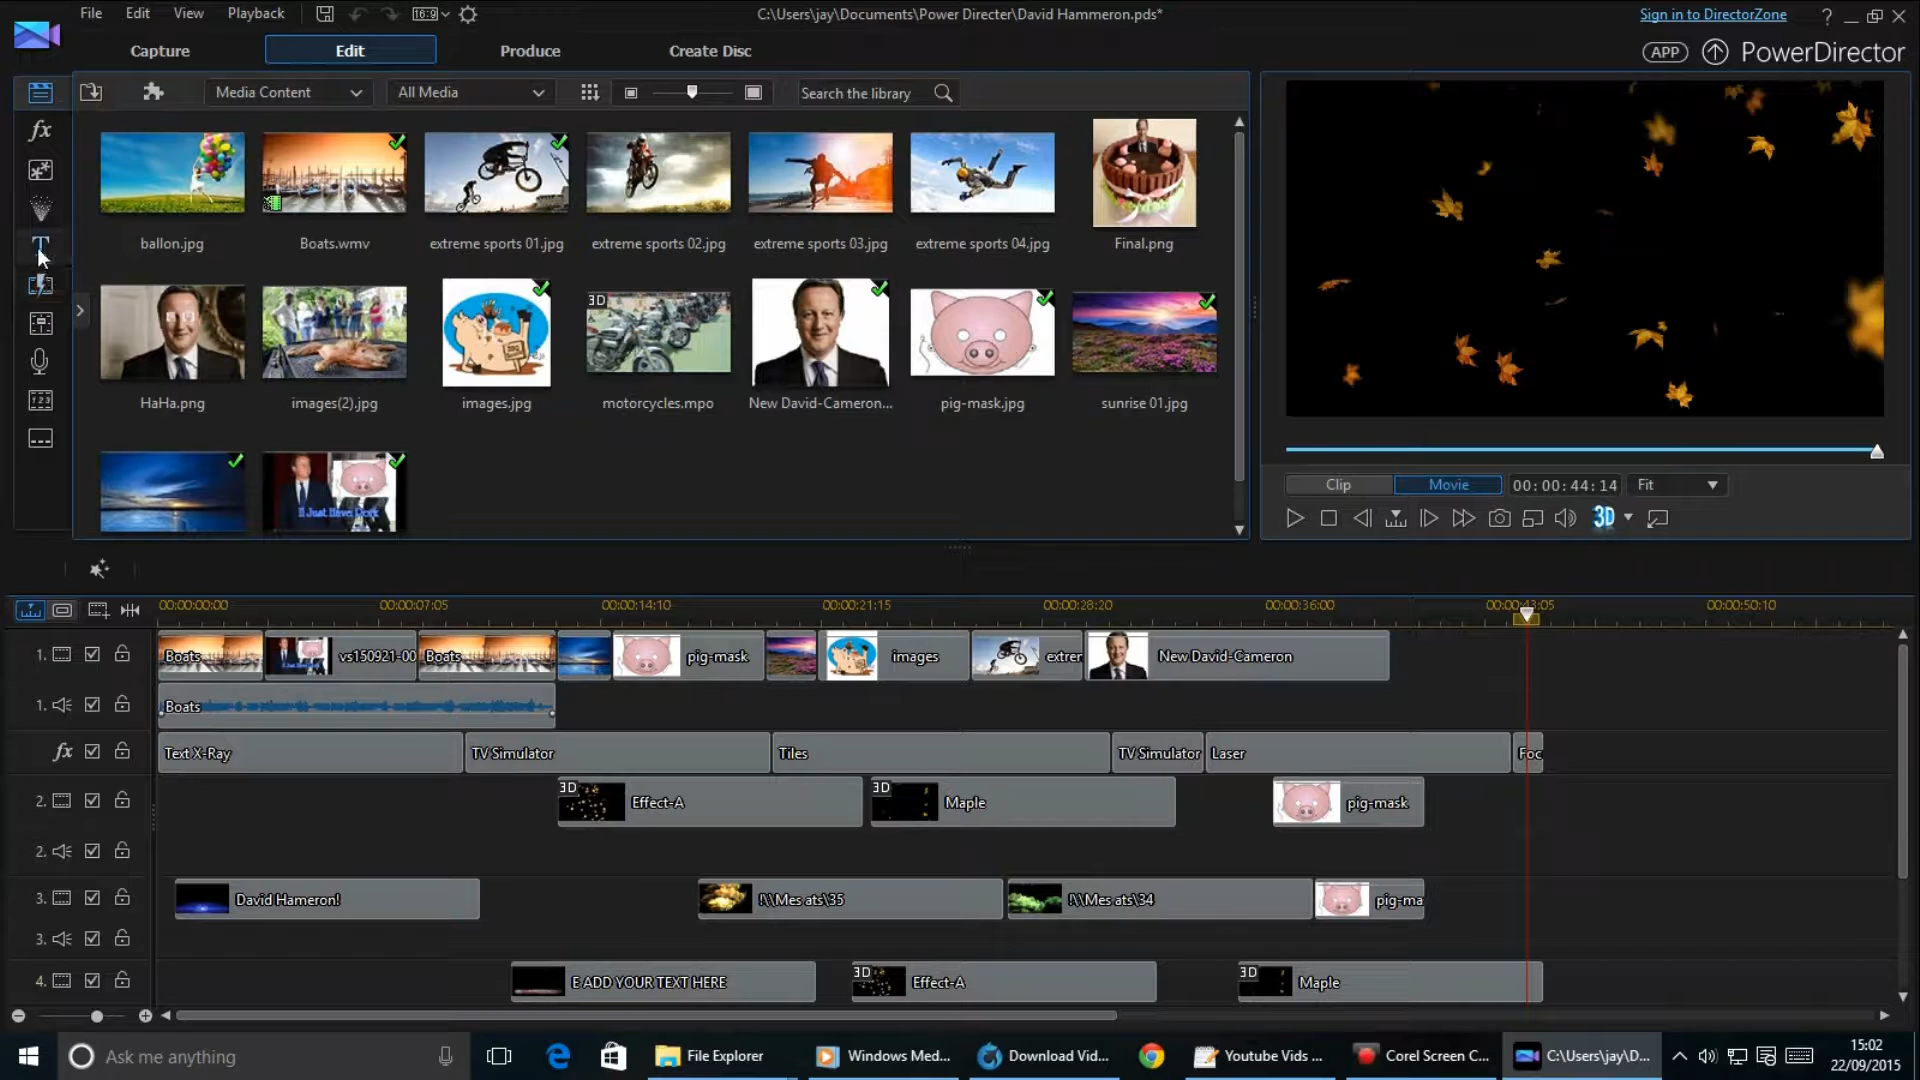 File Edit View Playback 16:9
C:\Users\jay\Documents\Power Directer\David Hammeron.pds*
Sign in to DirectorZone ?
Capture Edit Produce Create Disc
APP PowerDirector
Media Content All Media Search the library
fx
T
ballon.jpg Boats.wmv extreme sports 01.jpg extreme sports 02.jpg extreme sports 03.jpg extreme sports 04.jpg Final.png
3D
HaHa.png images(2).jpg images.jpg motorcycles.mpo New David-Cameron... pig-mask.jpg sunrise 01.jpg
I Just Have Pork
Clip Movie 00:00:44:14 Fit
3D
00:00:00:00 00:00:07:05 00:00:14:10 00:00:21:15 00:00:28:20 00:00:36:00 00:00:43:05 00:00:50:10
1. Boats vs150921-00 Boats pig-mask images extrer New David-Cameron
1. Boats
fx Text X-Ray TV Simulator Tiles TV Simulator Laser Foc
2. 3D Effect-A 3D Maple pig-mask
2.
3. David Hameron! !\\Mes ats\35 !\\Mes ats\34 pig-ma
3.
4. E ADD YOUR TEXT HERE 3D Effect-A 3D Maple
Ask me anything File Explorer Windows Med... Download Vid... Youtube Vids ... Corel Screen C... C:\Users\jay\D...
15:02
22/09/2015